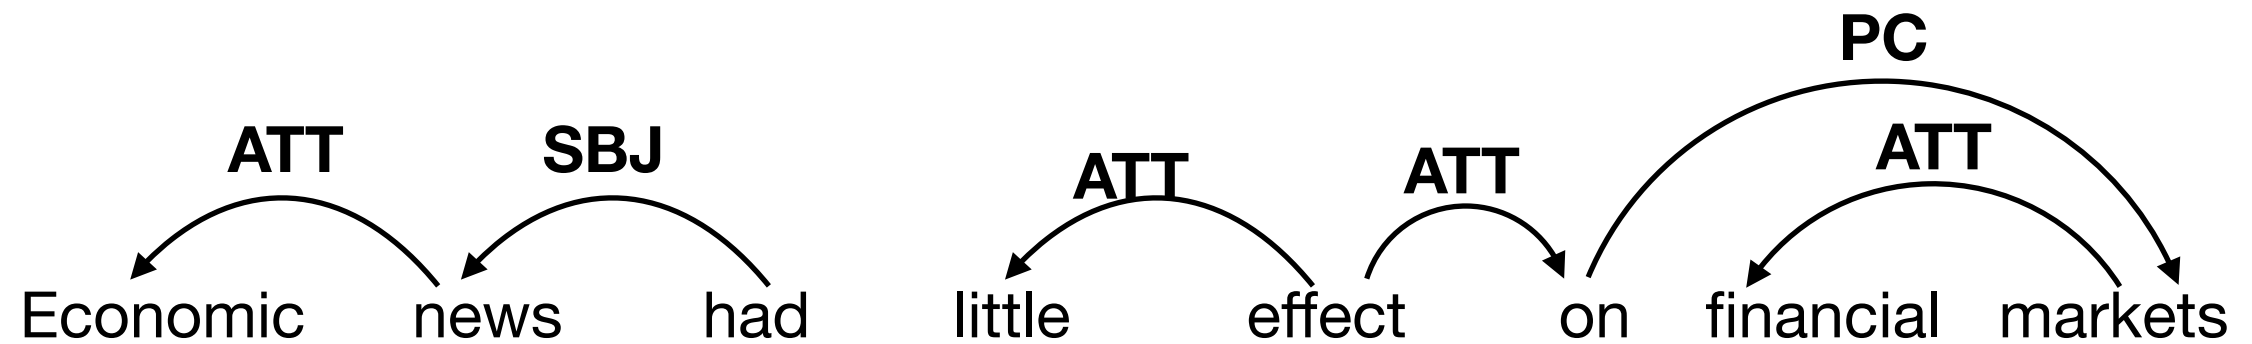 PC
ATT SBJ ATT ATT ATT
Economic news had little effect on financial markets